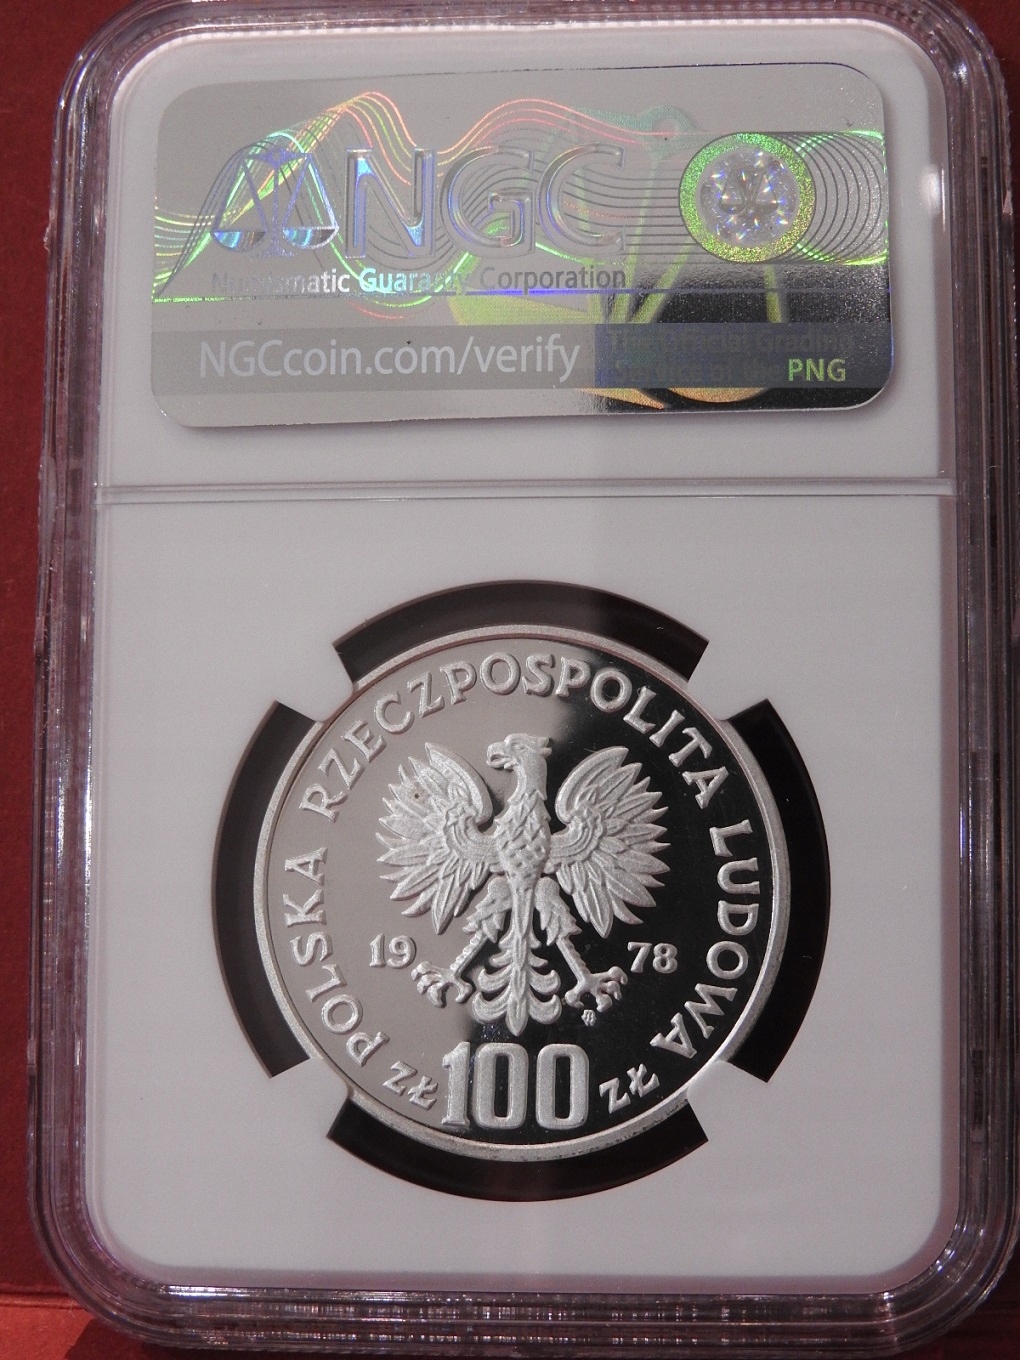 NGC
Numismatic Guaranty Corporation
NGCcoin.com/verify
The Official Grading
Service of the PNG
POLSKA RZECZPOSPOLITA LUDOWA
19 78
ZŁ 100 ZŁ